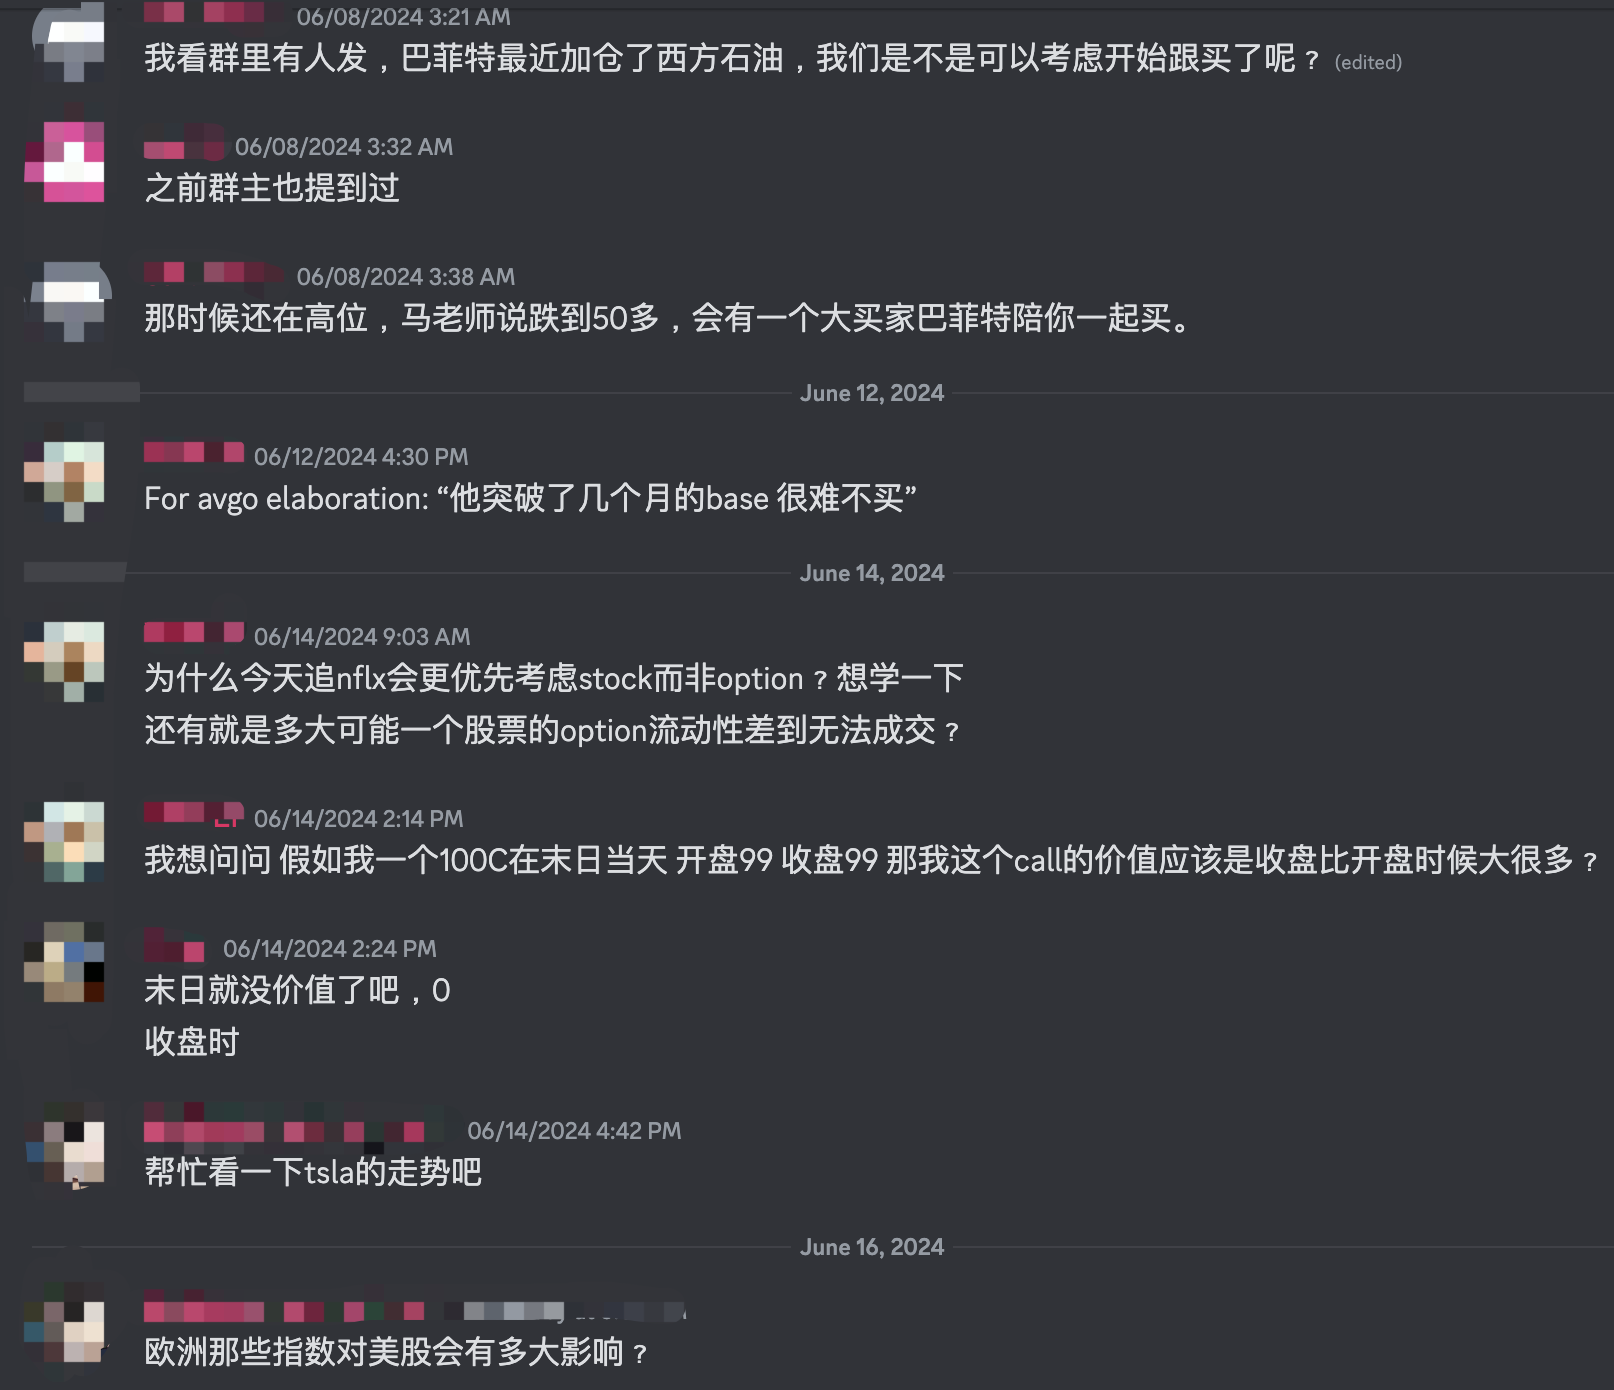 06/08/2024 3:21 AM
我看群里有人发，巴菲特最近加仓了西方石油，我们是不是可以考虑开始跟买了呢？ (edited)
06/08/2024 3:32 AM
之前群主也提到过
06/08/2024 3:38 AM
那时候还在高位，马老师说跌到50多，会有一个大买家巴菲特陪你一起买。
June 12, 2024
06/12/2024 4:30 PM
For avgo elaboration: “他突破了几个月的base 很难不买”
June 14, 2024
06/14/2024 9:03 AM
为什么今天追nflx会更优先考虑stock而非option？想学一下
还有就是多大可能一个股票的option流动性差到无法成交？
06/14/2024 2:14 PM
我想问问 假如我一个100C在末日当天 开盘99 收盘99 那我这个call的价值应该是收盘比开盘时候大很多？
06/14/2024 2:24 PM
末日就没价值了吧，0
收盘时
06/14/2024 4:42 PM
帮忙看一下tsla的走势吧
June 16, 2024
欧洲那些指数对美股会有多大影响？